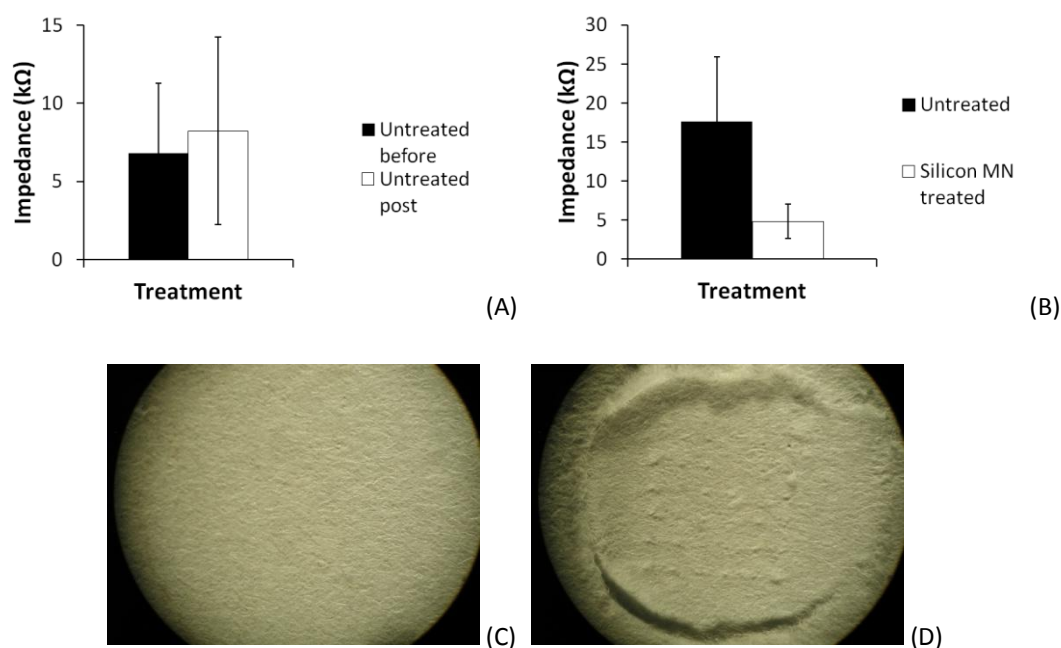 Impedance (kΩ)
15
10
5
0
Treatment
Untreated
before
Untreated
post
(A)
Impedance (kΩ)
30
25
20
15
10
5
0
Treatment
Untreated
Silicon MN
treated
(B)
(C)
(D)